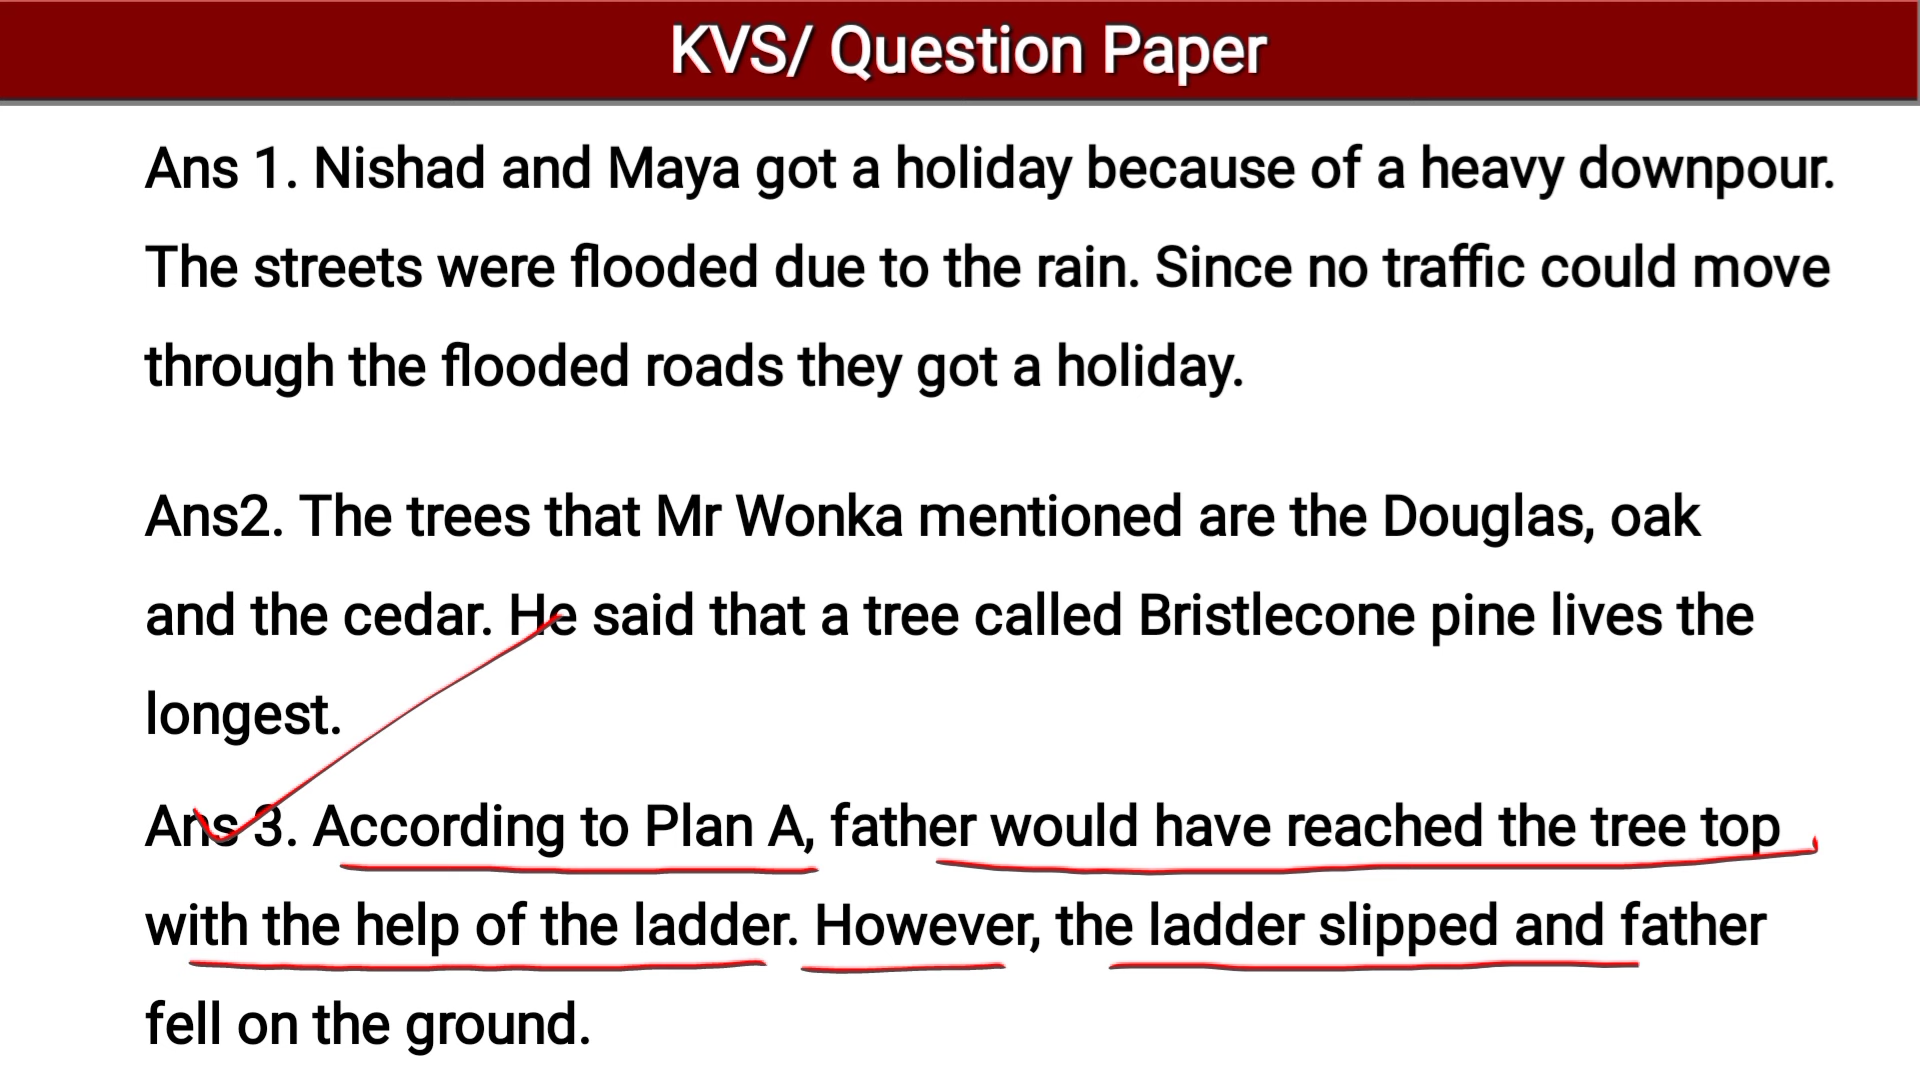 KVS/ Question Paper
Ans 1. Nishad and Maya got a holiday because of a heavy downpour.
The streets were flooded due to the rain. Since no traffic could move
through the flooded roads they got a holiday.
Ans2. The trees that Mr Wonka mentioned are the Douglas, oak
and the cedar. He said that a tree called Bristlecone pine lives the
longest.
Ans 3. According to Plan A, father would have reached the tree top
with the help of the ladder. However, the ladder slipped and father
fell on the ground.